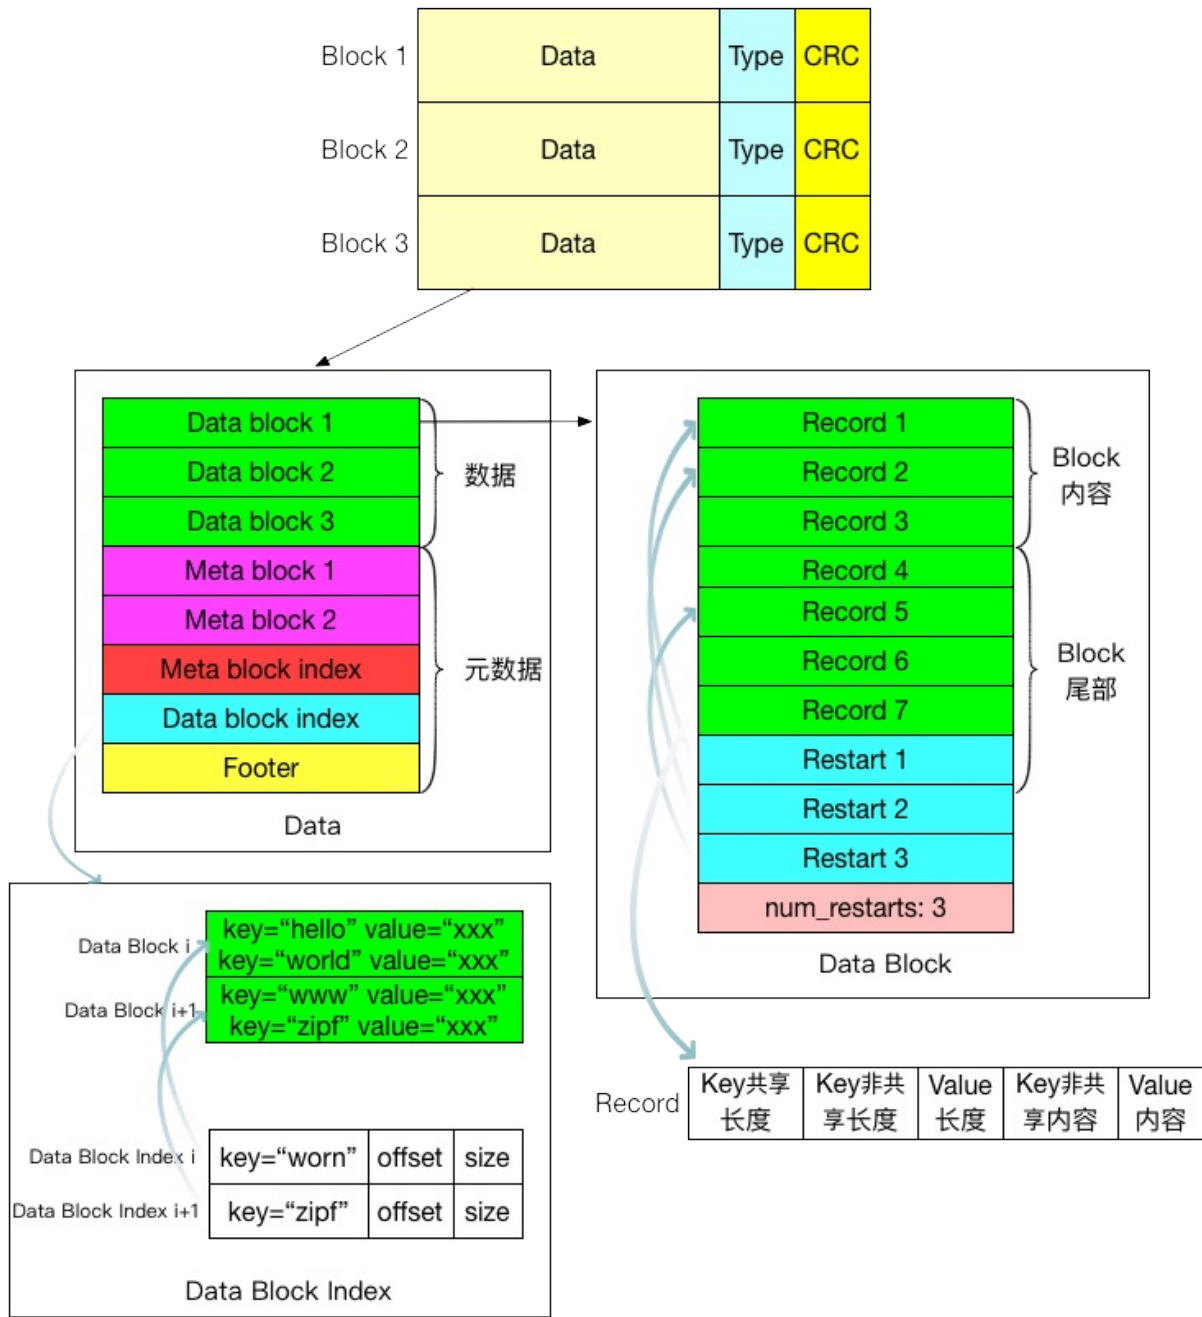 Block 1 Data Type CRC
Block 2 Data Type CRC
Block 3 Data Type CRC
Data block 1
Data block 2
Data block 3
数据
Meta block 1
Meta block 2
Meta block index
Data block index
Footer
元数据
Data
Record 1
Record 2
Record 3
Block
内容
Record 4
Record 5
Record 6
Record 7
Restart 1
Block
尾部
Restart 2
Restart 3
num_restarts: 3
Data Block
Data Block i
key=“hello” value=“xxx”
key=“world” value=“xxx”
Data Block i+1
key=“www” value=“xxx”
key=“zipf” value=“xxx”
Data Block Index i key=“worn” offset size
Data Block Index i+1 key=“zipf” offset size
Data Block Index
Record
Key共享
长度
Key非共
享长度
Value
长度
Key非共
享内容
Value
内容